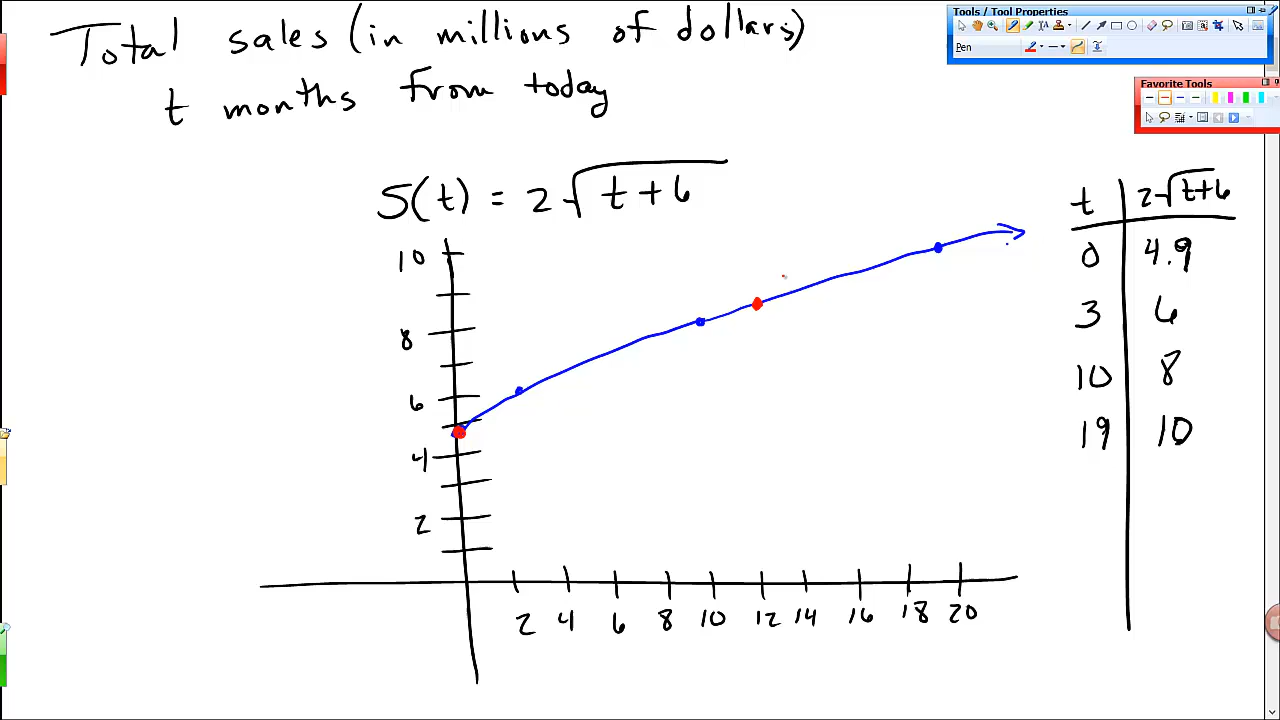 Total sales (in millions of dollars)
t months from today
S(t) = 2√(t+6)
10
8
6
4
2
2 4 6 8 10 12 14 16 18 20
t 2√(t+6)
0 4.9
3 6
10 8
19 10
Tools / Tool Properties
Pen
Favorite Tools